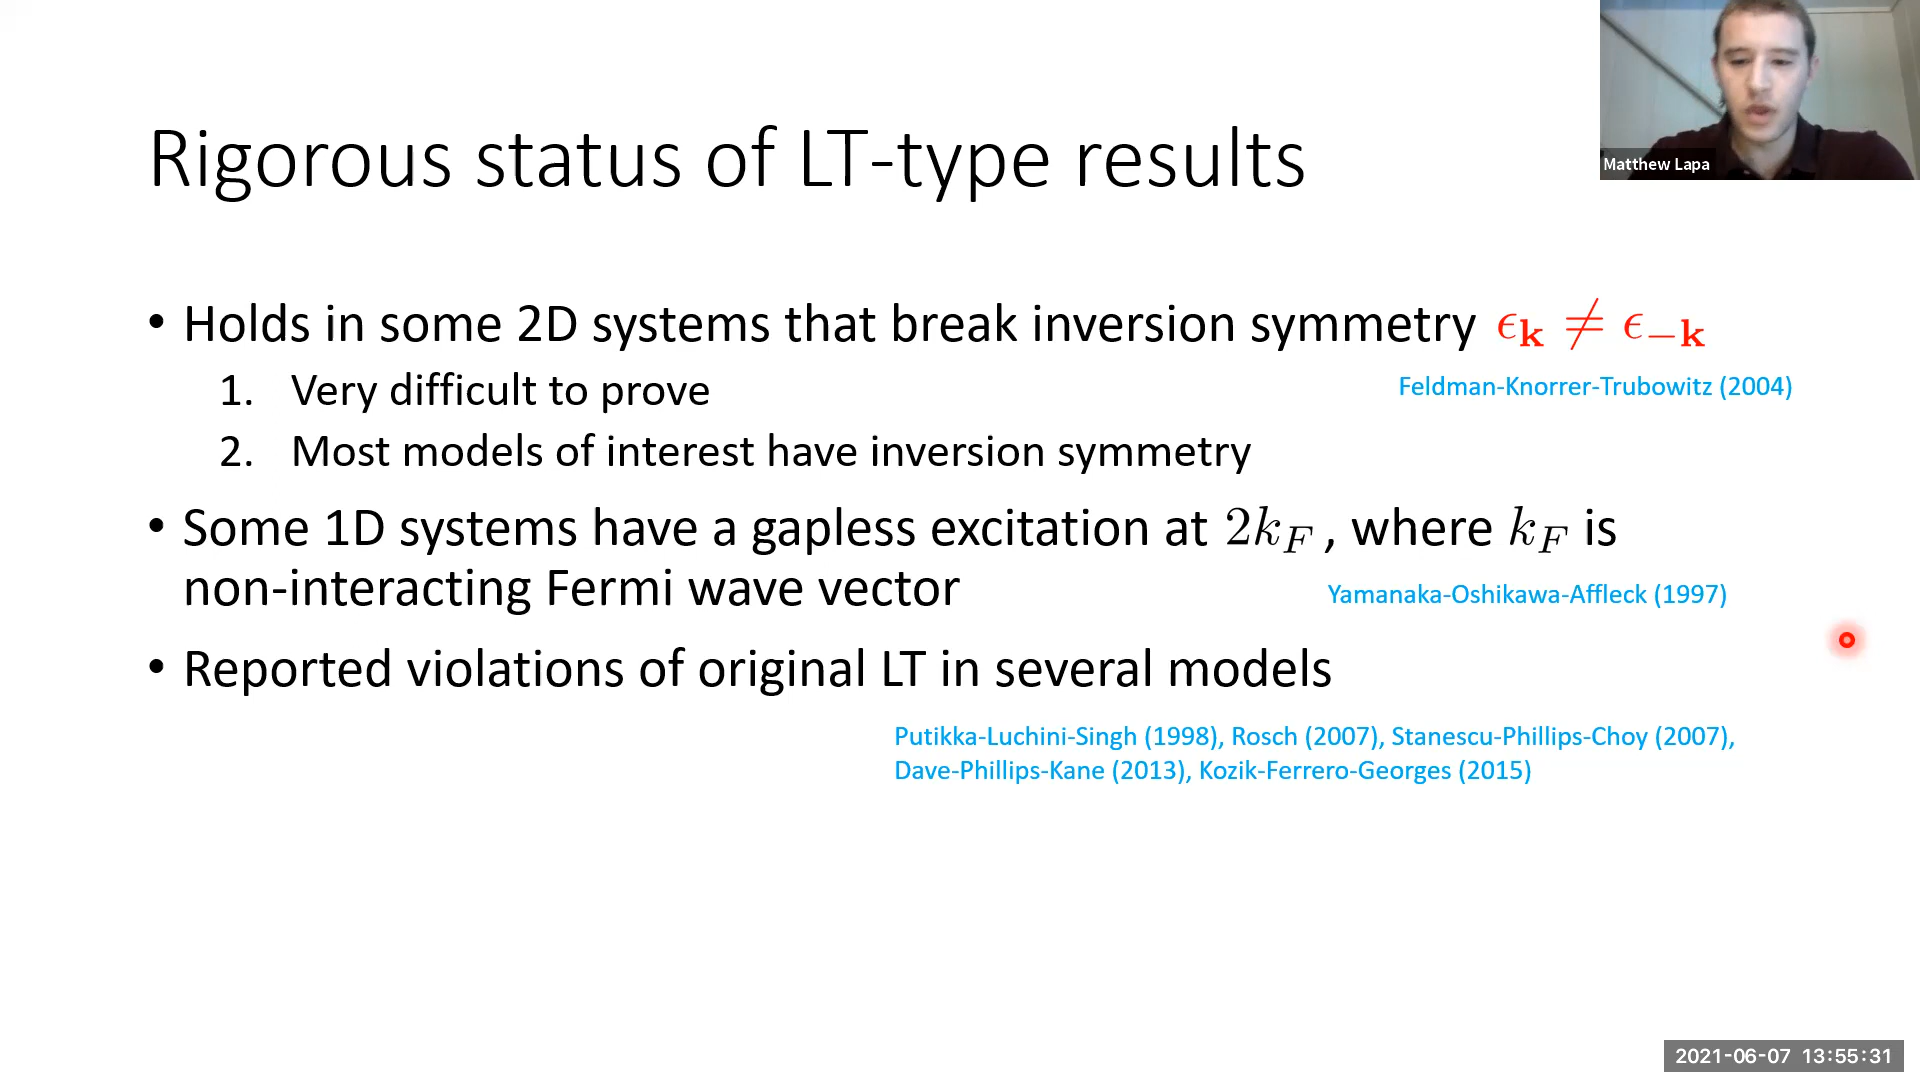 Matthew Lapa
Rigorous status of LT-type results
• Holds in some 2D systems that break inversion symmetry ϵ_𝐤 ≠ ϵ_−𝐤
1. Very difficult to prove
Feldman-Knorrer-Trubowitz (2004)
2. Most models of interest have inversion symmetry
• Some 1D systems have a gapless excitation at 2k_F , where k_F is
non-interacting Fermi wave vector
Yamanaka-Oshikawa-Affleck (1997)
• Reported violations of original LT in several models
Putikka-Luchini-Singh (1998), Rosch (2007), Stanescu-Phillips-Choy (2007),
Dave-Phillips-Kane (2013), Kozik-Ferrero-Georges (2015)
2021-06-07 13:55:31